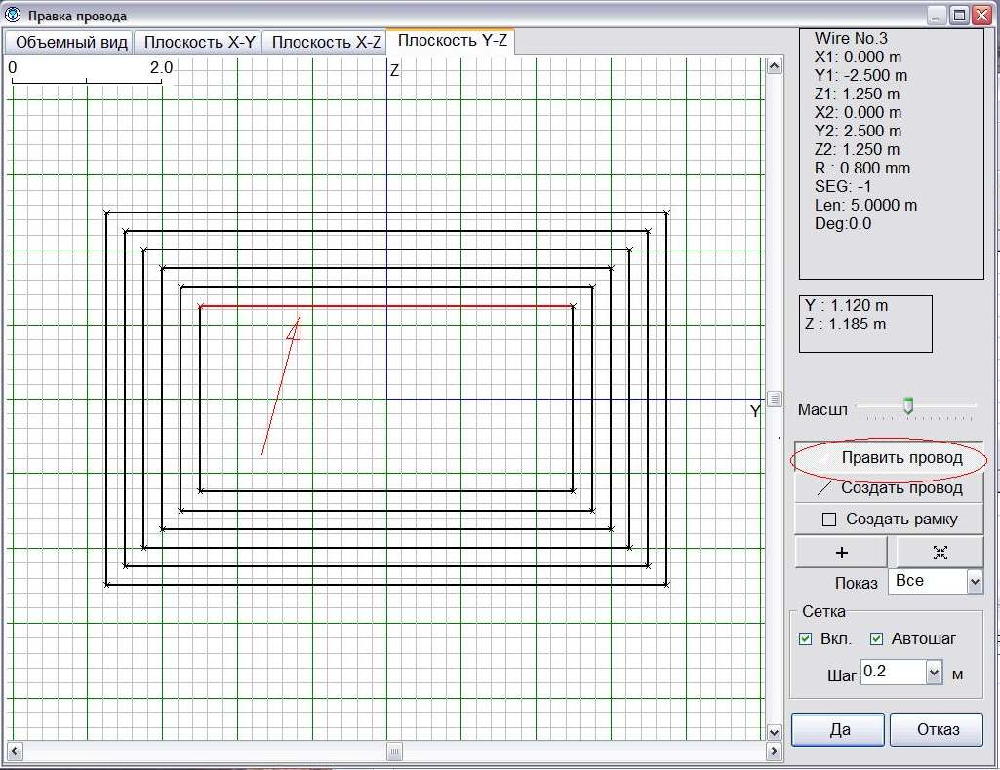 Правка провода
Объемный вид Плоскость X-Y Плоскость X-Z Плоскость Y-Z
0 2.0
Z
Y
Wire No.3
X1: 0.000 m
Y1: -2.500 m
Z1: 1.250 m
X2: 0.000 m
Y2: 2.500 m
Z2: 1.250 m
R : 0.800 mm
SEG: -1
Len: 5.0000 m
Deg:0.0
Y : 1.120 m
Z : 1.185 m
Масшт
Править провод
Создать провод
Создать рамку
+
Показ Все
Сетка
Вкл. Автошаг
Шаг 0.2 м
Да Отказ